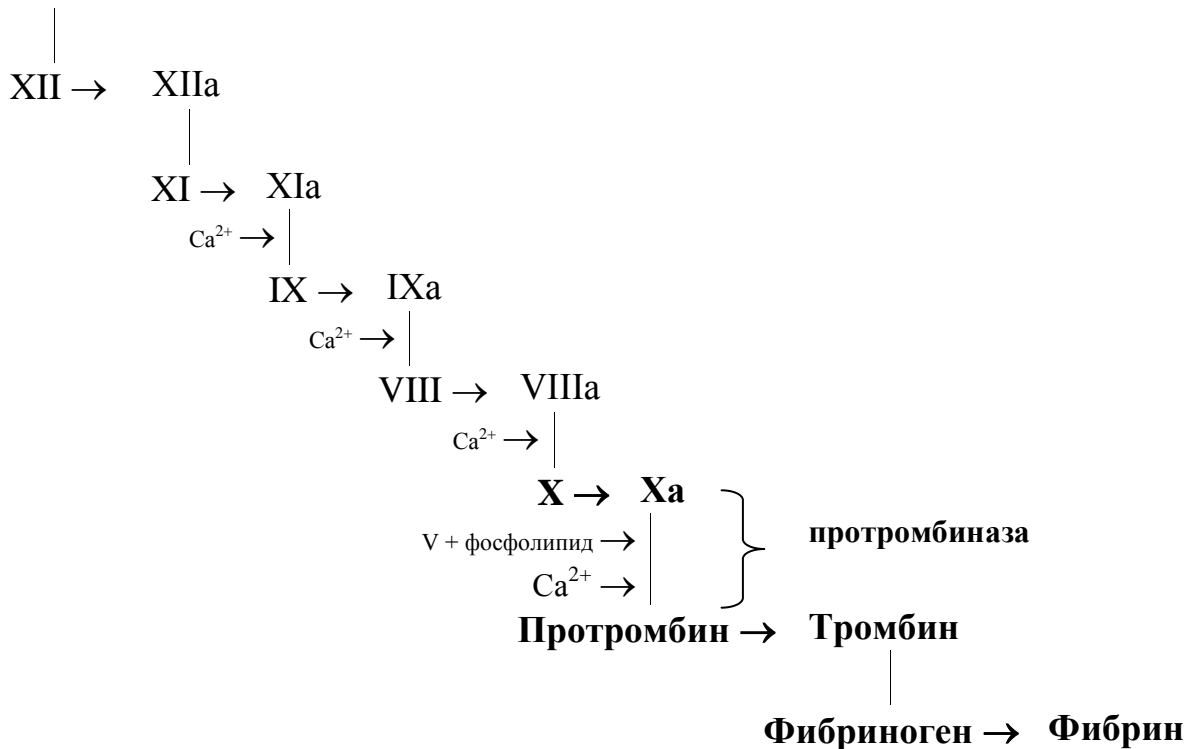 XII → XIIa
XI → XIa
Ca²⁺ →
IX → IXa
Ca²⁺ →
VIII → VIIIa
Ca²⁺ →
X → Xa
протромбиназа
V + фосфолипид →
Ca²⁺ →
Протромбин → Тромбин
Фибриноген → Фибрин